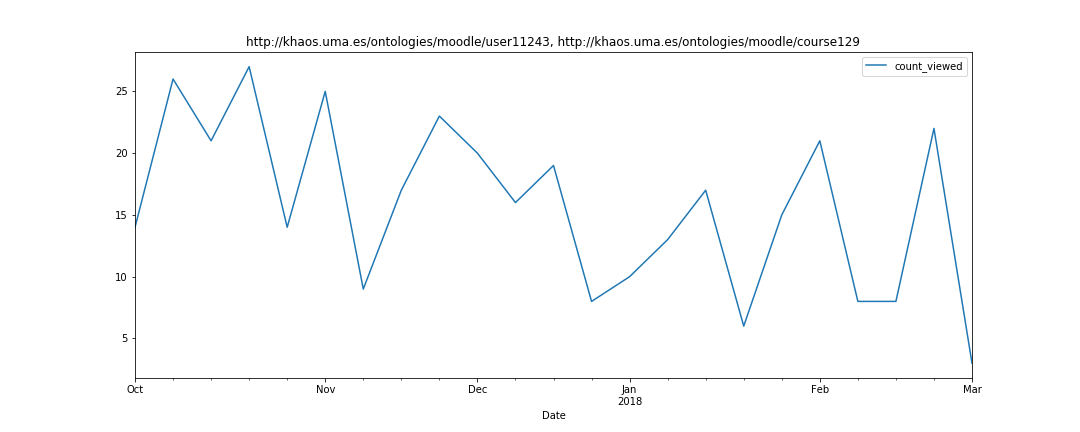 http://khaos.uma.es/ontologies/moodle/user11243, http://khaos.uma.es/ontologies/moodle/course129
count_viewed
25
20
15
10
5
Oct Nov Dec Jan Feb Mar
2018
Date